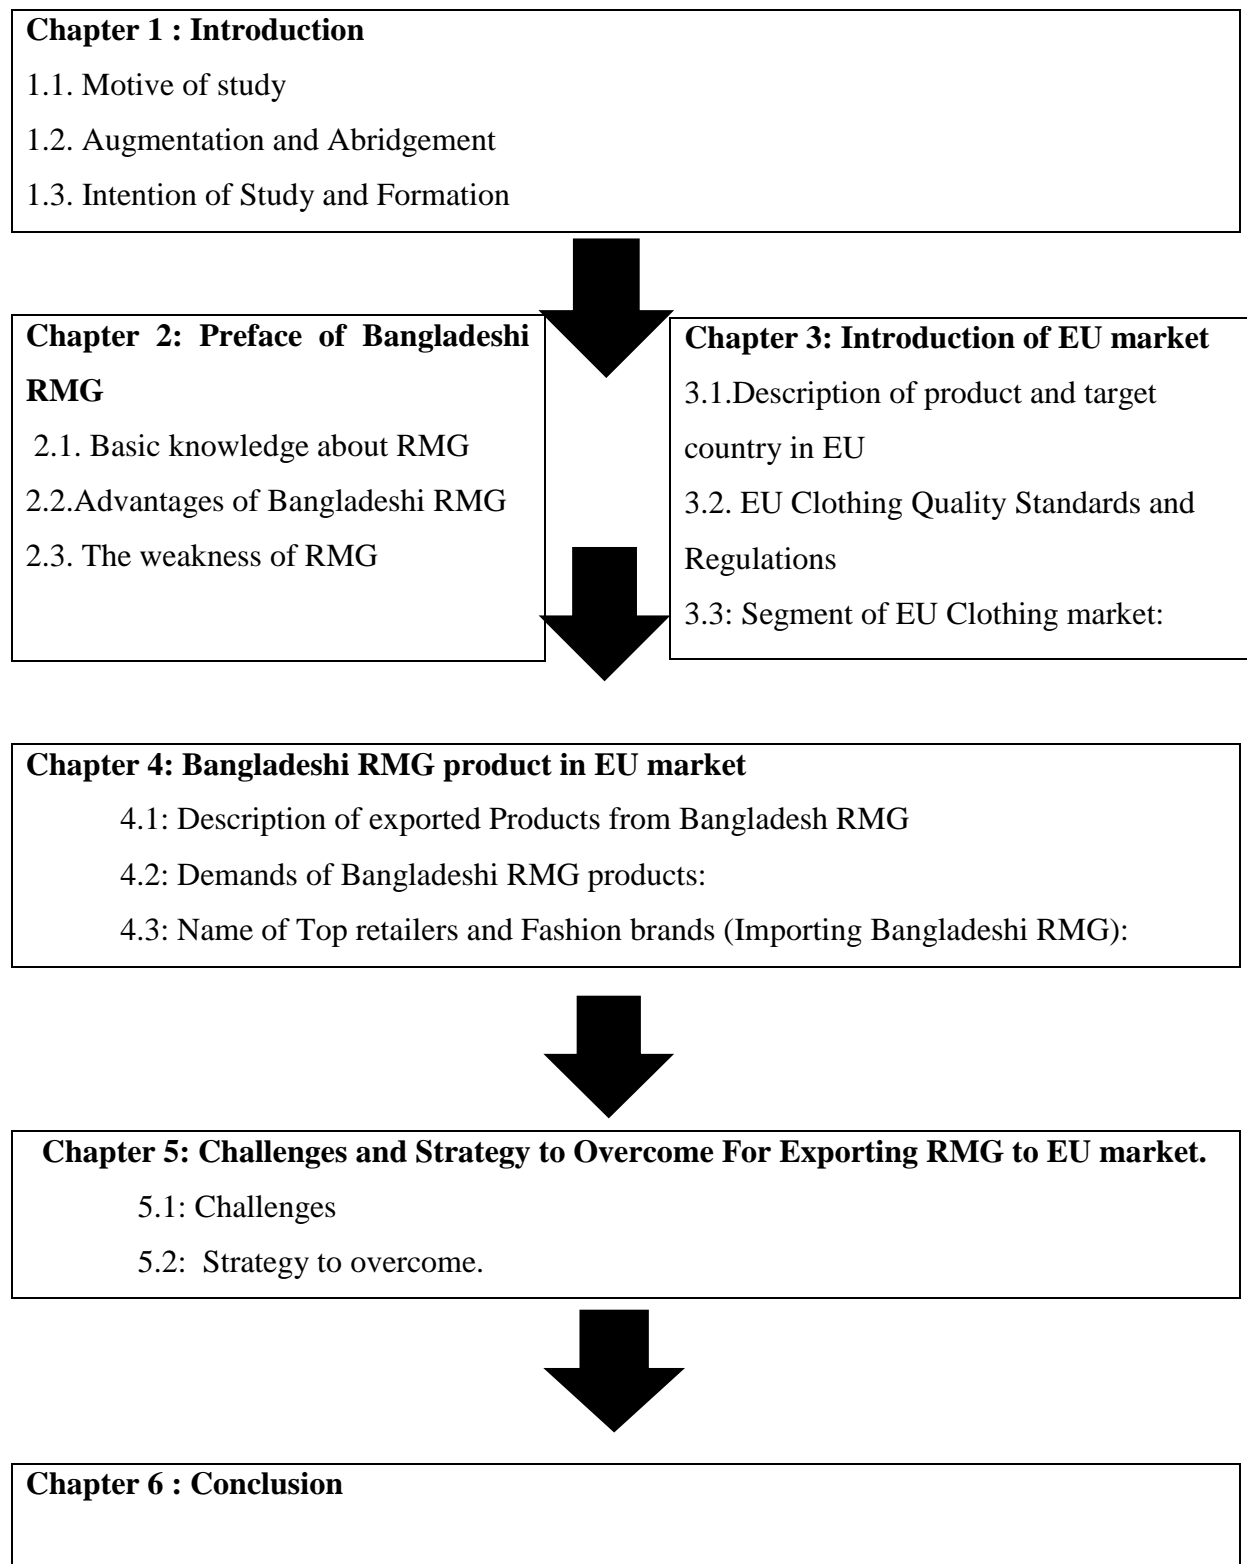 Chapter 1 : Introduction
1.1. Motive of study
1.2. Augmentation and Abridgement
1.3. Intention of Study and Formation
Chapter 2: Preface of Bangladeshi
RMG
2.1. Basic knowledge about RMG
2.2.Advantages of Bangladeshi RMG
2.3. The weakness of RMG
Chapter 3: Introduction of EU market
3.1.Description of product and target
country in EU
3.2. EU Clothing Quality Standards and
Regulations
3.3: Segment of EU Clothing market:
Chapter 4: Bangladeshi RMG product in EU market
4.1: Description of exported Products from Bangladesh RMG
4.2: Demands of Bangladeshi RMG products:
4.3: Name of Top retailers and Fashion brands (Importing Bangladeshi RMG):
Chapter 5: Challenges and Strategy to Overcome For Exporting RMG to EU market.
5.1: Challenges
5.2: Strategy to overcome.
Chapter 6 : Conclusion